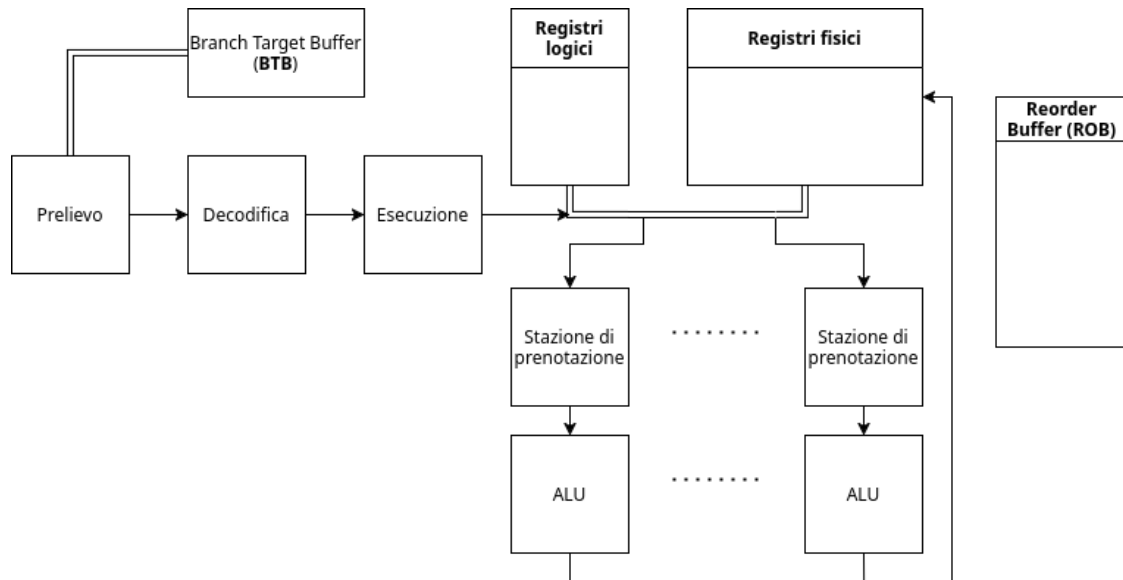 Branch Target Buffer
(BTB)
Registri
logici
Registri fisici
Reorder
Buffer (ROB)
Prelievo
Decodifica
Esecuzione
Stazione di
prenotazione
Stazione di
prenotazione
ALU
ALU